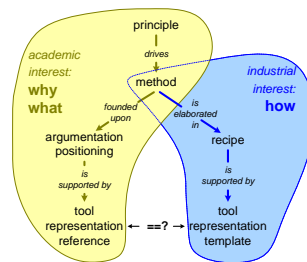 principle
drives
academic
interest:
why
what
method
industrial
interest:
how
founded
upon
is
elaborated
in
argumentation
positioning
recipe
is
supported by
is
supported by
tool
representation
reference
==?
tool
representation
template